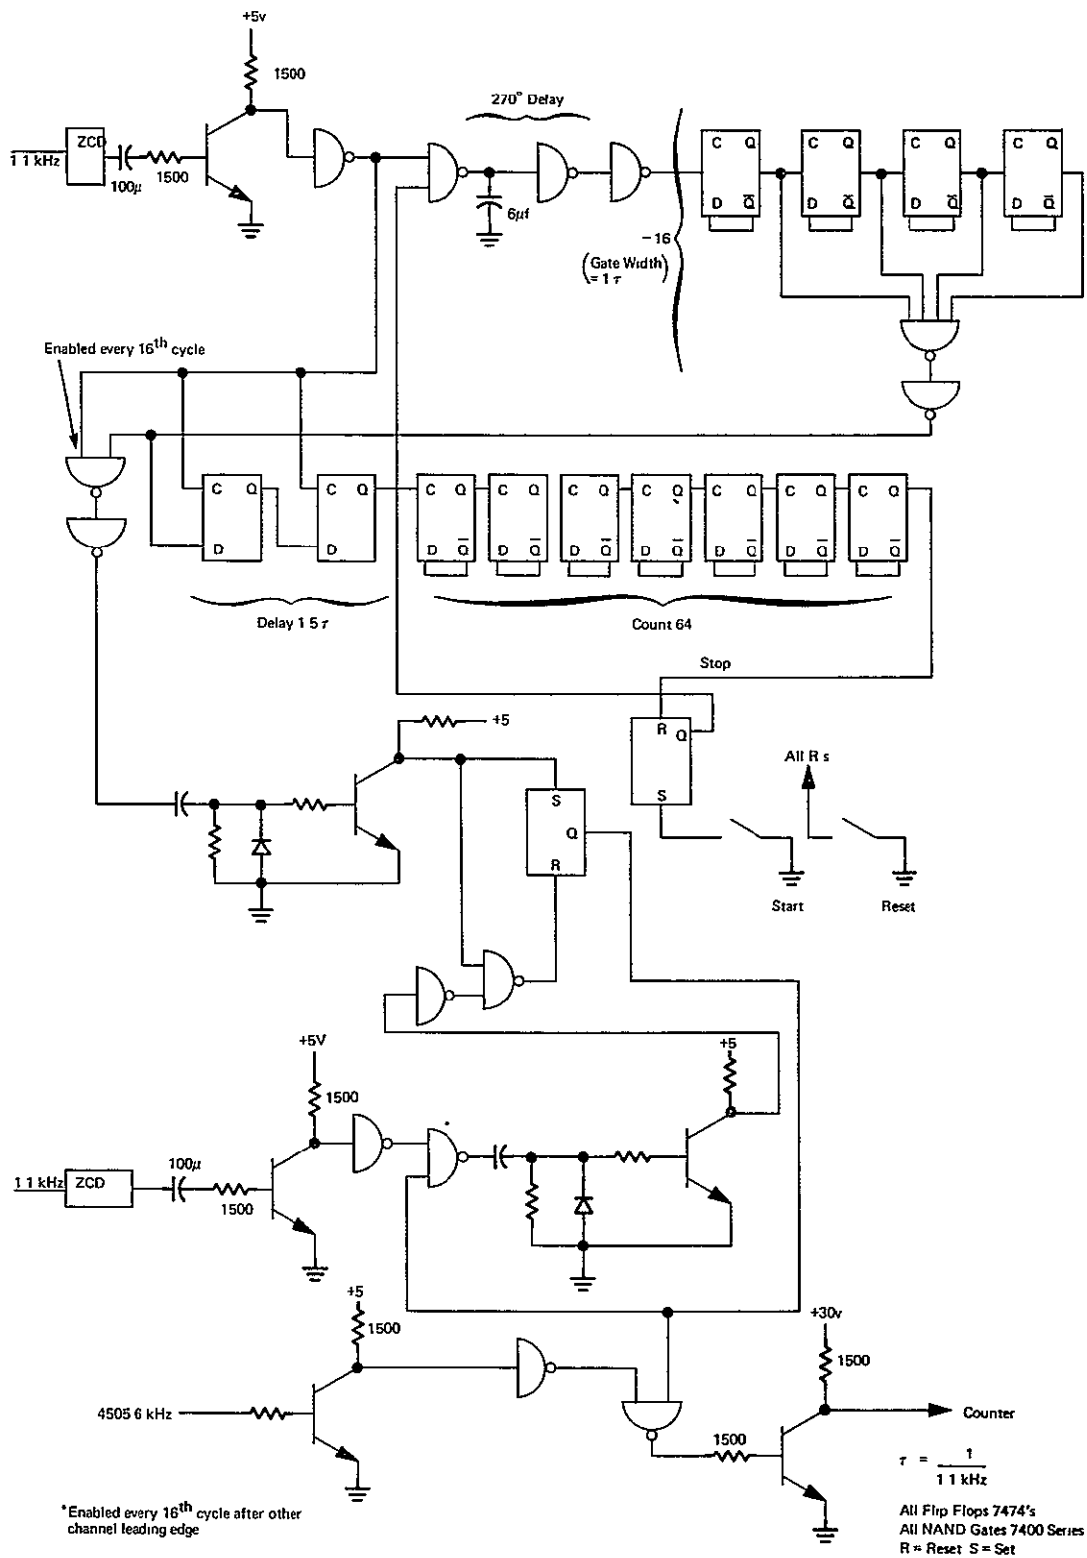 +5v
1500
270° Delay
ZCD
1 1 kHz
100μ
1500
6μf
C Q
D Q̅
C Q
D Q̅
C Q
D Q̅
C Q
D Q̅
−16
(Gate Width)
= 1 τ
Enabled every 16th cycle
C Q
D
C Q
D
C Q
D Q̅
C Q
D Q̅
C Q
D Q̅
C Q
D Q̅
C Q
D Q̅
C Q
D Q̅
C Q
D Q̅
Delay 1 5 τ
Count 64
Stop
+5
R Q
S
All R s
S
Q
R
Start
Reset
+5V
1500
+5
1 1 kHz
ZCD
100μ
1500
+5
1500
+30v
1500
4505 6 kHz
Counter
1500
τ = 1
1 1 kHz
*Enabled every 16th cycle after other
channel leading edge
All Flip Flops 7474's
All NAND Gates 7400 Series
R = Reset S = Set